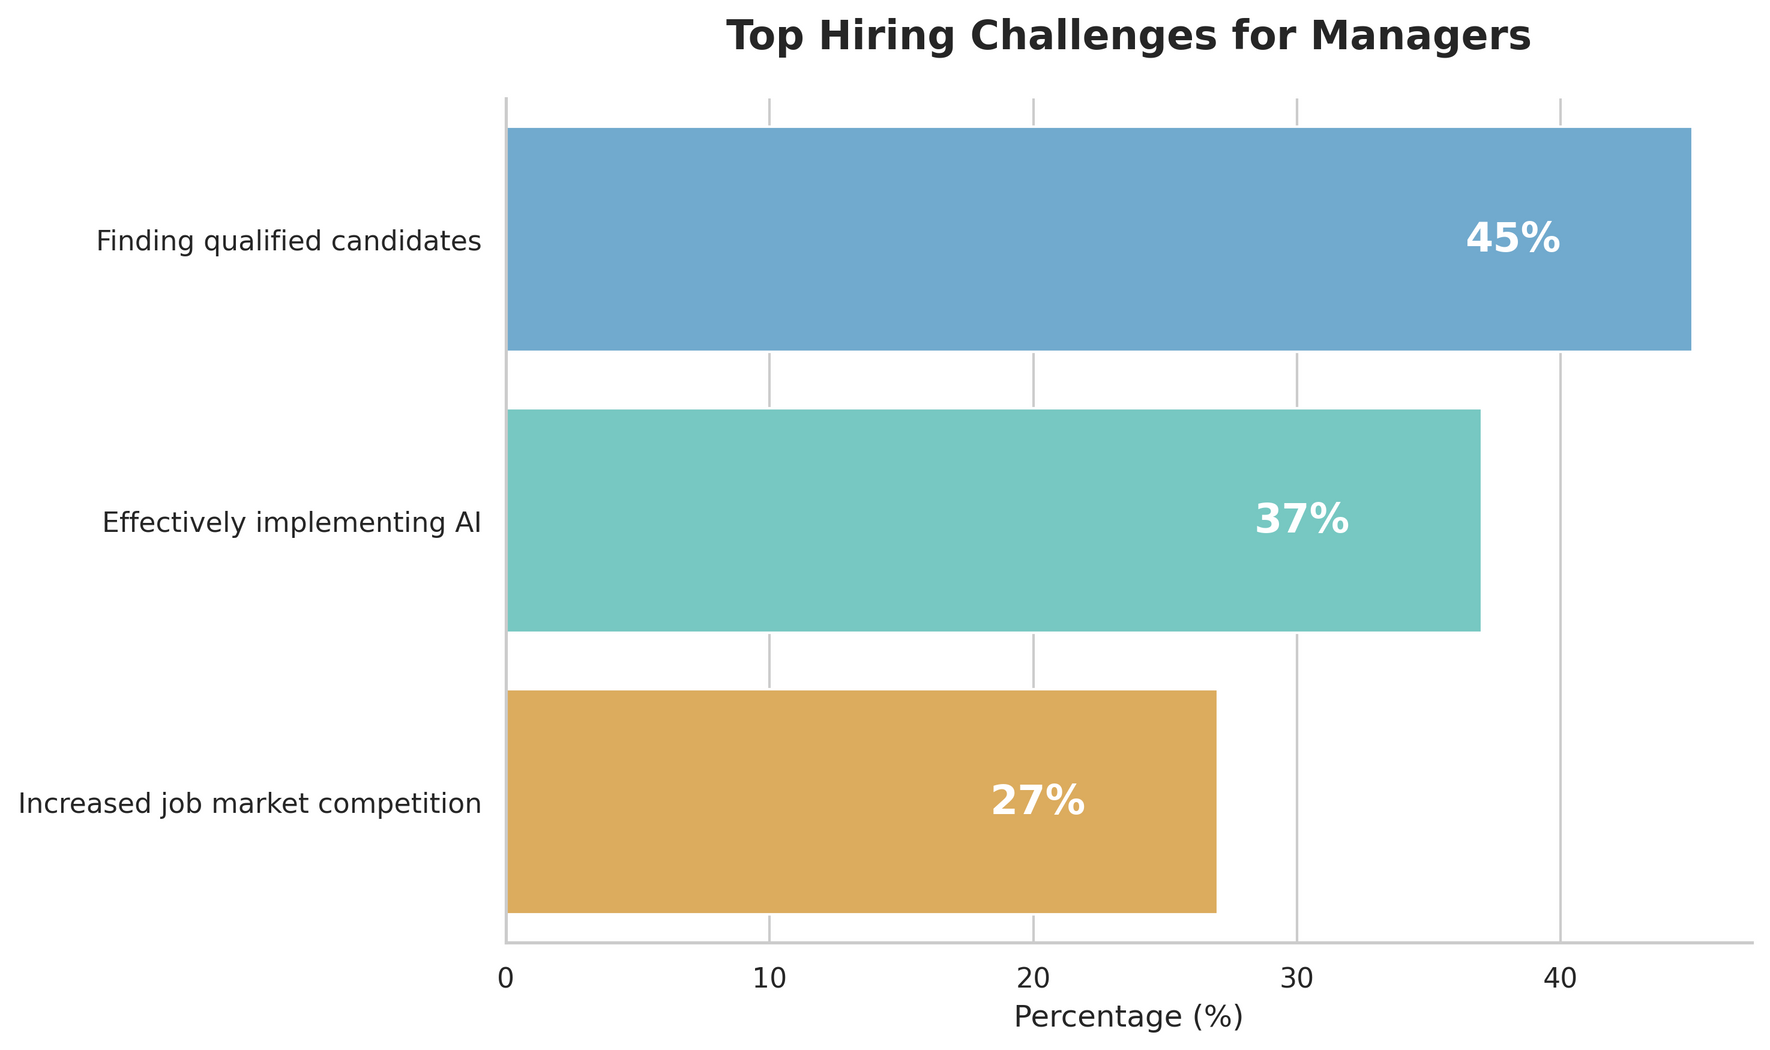 Top Hiring Challenges for Managers
Finding qualified candidates
45%
Effectively implementing AI
37%
Increased job market competition
27%
0
10
20
30
40
Percentage (%)